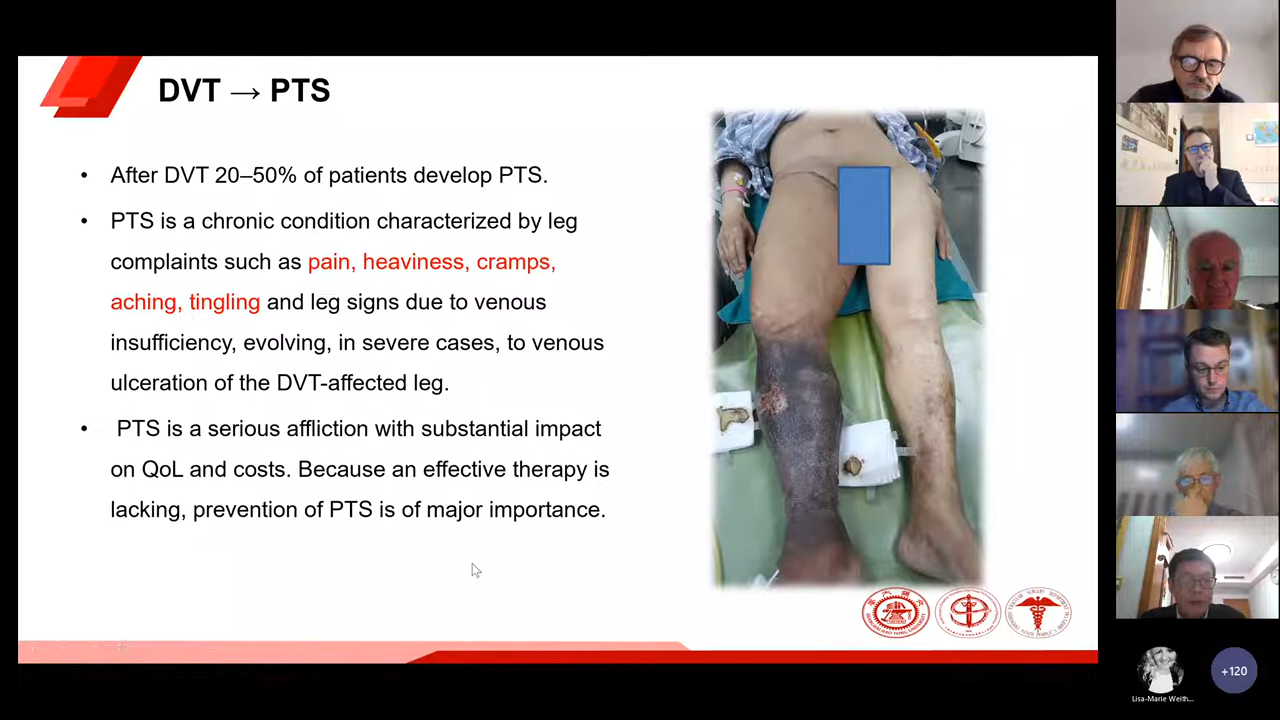 DVT → PTS
• After DVT 20–50% of patients develop PTS.
• PTS is a chronic condition characterized by leg
complaints such as pain, heaviness, cramps,
aching, tingling and leg signs due to venous
insufficiency, evolving, in severe cases, to venous
ulceration of the DVT-affected leg.
• PTS is a serious affliction with substantial impact
on QoL and costs. Because an effective therapy is
lacking, prevention of PTS is of major importance.
Lisa-Marie Weith...
+120